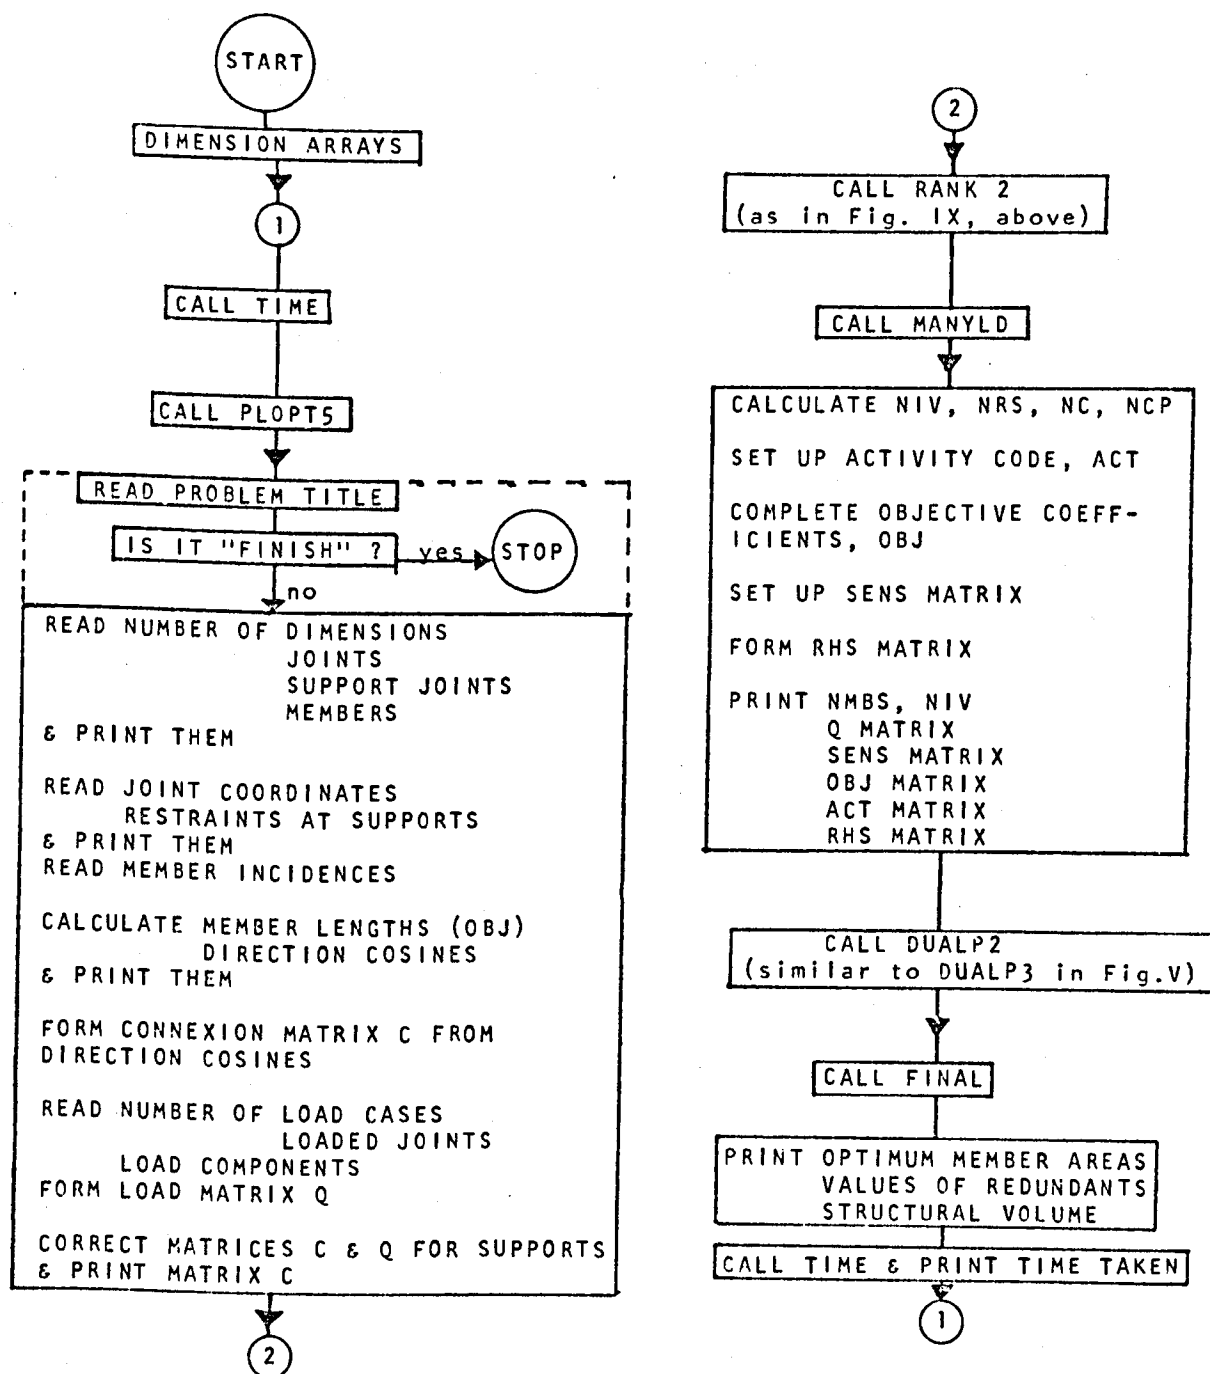 START
DIMENSION ARRAYS
1
CALL TIME
CALL PLOPT5
READ PROBLEM TITLE
IS IT "FINISH" ?
yes
STOP
no
READ NUMBER OF DIMENSIONS
JOINTS
SUPPORT JOINTS
MEMBERS
& PRINT THEM
READ JOINT COORDINATES
RESTRAINTS AT SUPPORTS
& PRINT THEM
READ MEMBER INCIDENCES
CALCULATE MEMBER LENGTHS (OBJ)
DIRECTION COSINES
& PRINT THEM
FORM CONNEXION MATRIX C FROM
DIRECTION COSINES
READ NUMBER OF LOAD CASES
LOADED JOINTS
LOAD COMPONENTS
FORM LOAD MATRIX Q
CORRECT MATRICES C & Q FOR SUPPORTS
& PRINT MATRIX C
2
2
CALL RANK 2
(as in Fig. IX, above)
CALL MANYLD
CALCULATE NIV, NRS, NC, NCP
SET UP ACTIVITY CODE, ACT
COMPLETE OBJECTIVE COEFF-
ICIENTS, OBJ
SET UP SENS MATRIX
FORM RHS MATRIX
PRINT NMBS, NIV
Q MATRIX
SENS MATRIX
OBJ MATRIX
ACT MATRIX
RHS MATRIX
CALL DUALP2
(similar to DUALP3 in Fig.V)
CALL FINAL
PRINT OPTIMUM MEMBER AREAS
VALUES OF REDUNDANTS
STRUCTURAL VOLUME
CALL TIME & PRINT TIME TAKEN
1